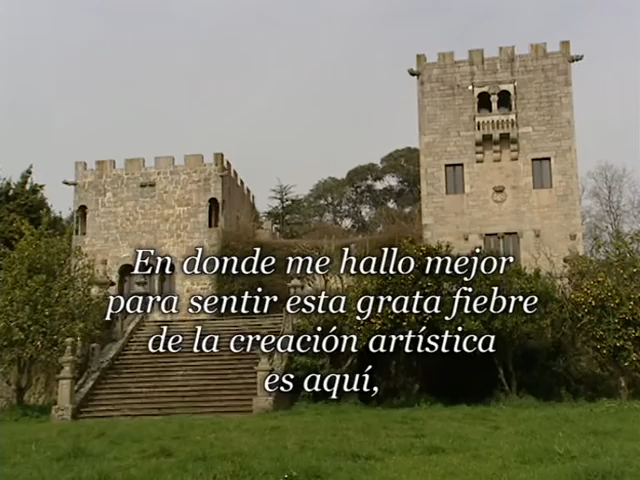 En donde me hallo mejor
para sentir esta grata fiebre
de la creación artística
es aquí,